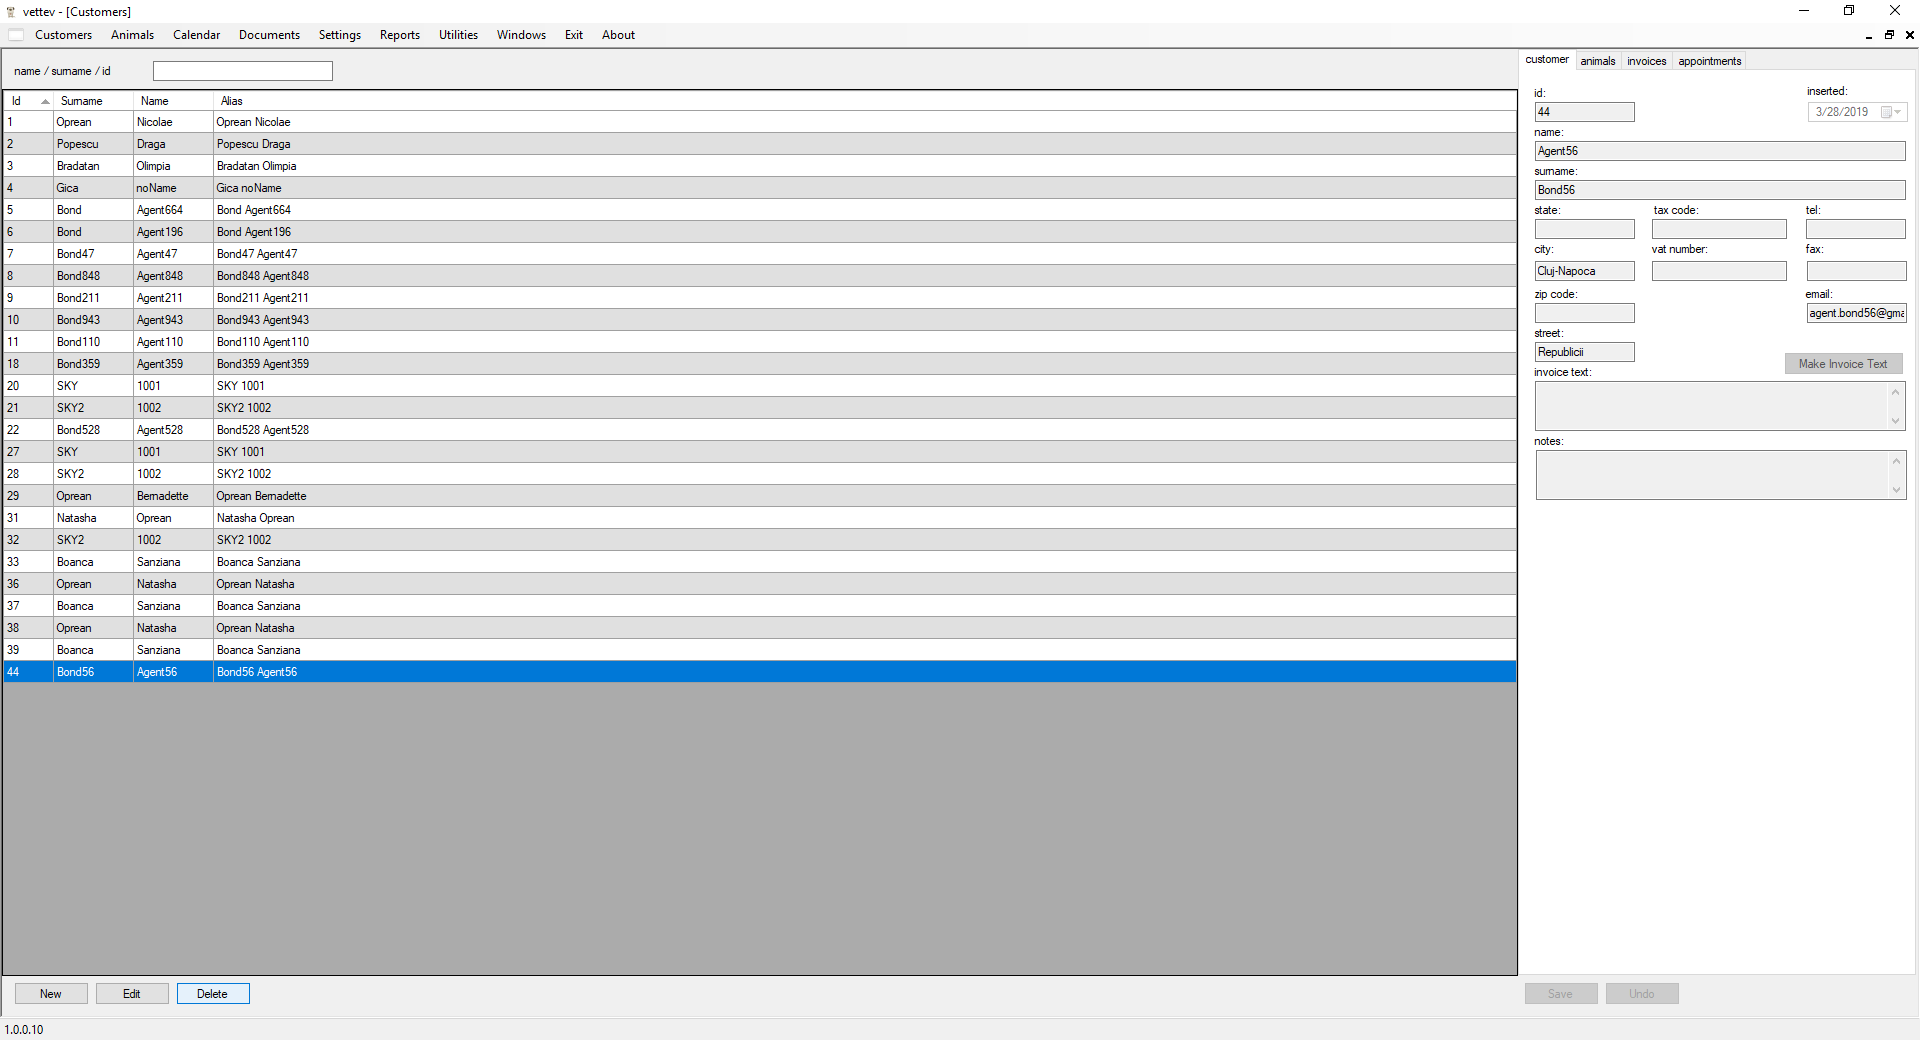 vettev - [Customers]
Customers Animals Calendar Documents Settings Reports Utilities Windows Exit About
name / surname / id
Id Surname Name Alias
1 Oprean Nicolae Oprean Nicolae
2 Popescu Draga Popescu Draga
3 Bradatan Olimpia Bradatan Olimpia
4 Gica noName Gica noName
5 Bond Agent664 Bond Agent664
6 Bond Agent196 Bond Agent196
7 Bond47 Agent47 Bond47 Agent47
8 Bond848 Agent848 Bond848 Agent848
9 Bond211 Agent211 Bond211 Agent211
10 Bond943 Agent943 Bond943 Agent943
11 Bond110 Agent110 Bond110 Agent110
18 Bond359 Agent359 Bond359 Agent359
20 SKY 1001 SKY 1001
21 SKY2 1002 SKY2 1002
22 Bond528 Agent528 Bond528 Agent528
27 SKY 1001 SKY 1001
28 SKY2 1002 SKY2 1002
29 Oprean Bernadette Oprean Bernadette
31 Natasha Oprean Natasha Oprean
32 SKY2 1002 SKY2 1002
33 Boanca Sanziana Boanca Sanziana
36 Oprean Natasha Oprean Natasha
37 Boanca Sanziana Boanca Sanziana
38 Oprean Natasha Oprean Natasha
39 Boanca Sanziana Boanca Sanziana
44 Bond56 Agent56 Bond56 Agent56
New Edit Delete
customer animals invoices appointments
id: inserted:
44 3/28/2019
name:
Agent56
surname:
Bond56
state: tax code: tel:
city: vat number: fax:
Cluj-Napoca
zip code: email:
agent.bond56@gma
street:
Republicii
Make Invoice Text
invoice text:
notes:
Save Undo
1.0.0.10